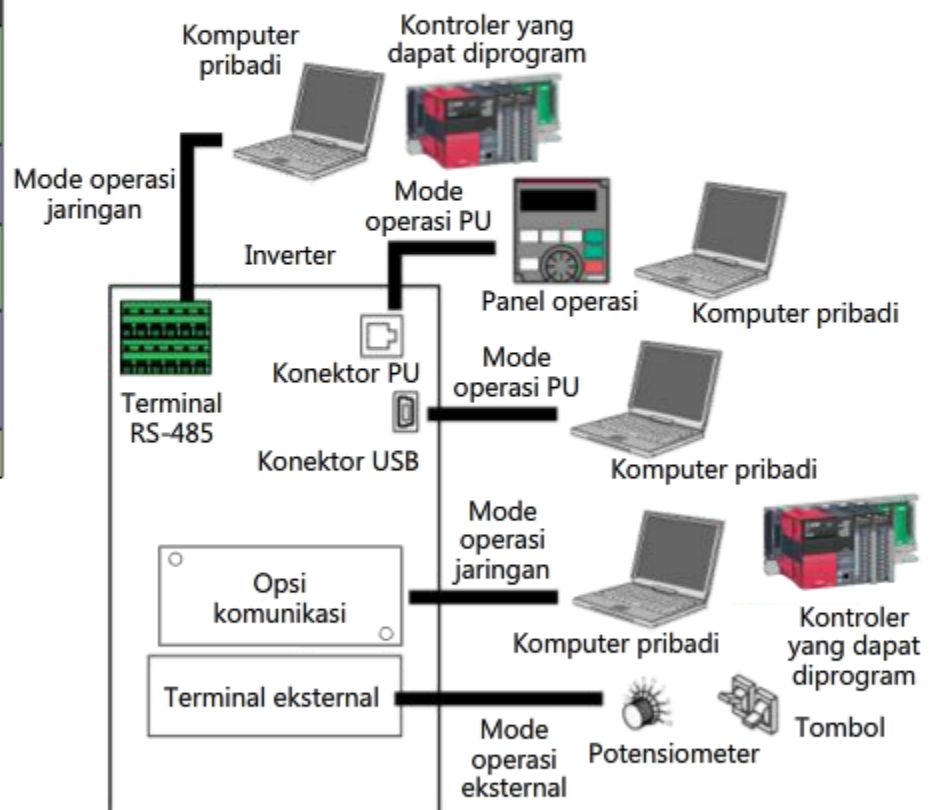 Komputer
pribadi
Kontroler yang
dapat diprogram
Mode operasi
jaringan
Mode
operasi PU
Inverter
Panel operasi
Komputer pribadi
Konektor PU
Mode
operasi PU
Terminal
RS-485
Konektor USB
Komputer pribadi
Mode
operasi
jaringan
Opsi
komunikasi
Komputer pribadi
Kontroler
yang dapat
diprogram
Terminal eksternal
Mode
operasi
eksternal
Potensiometer
Tombol